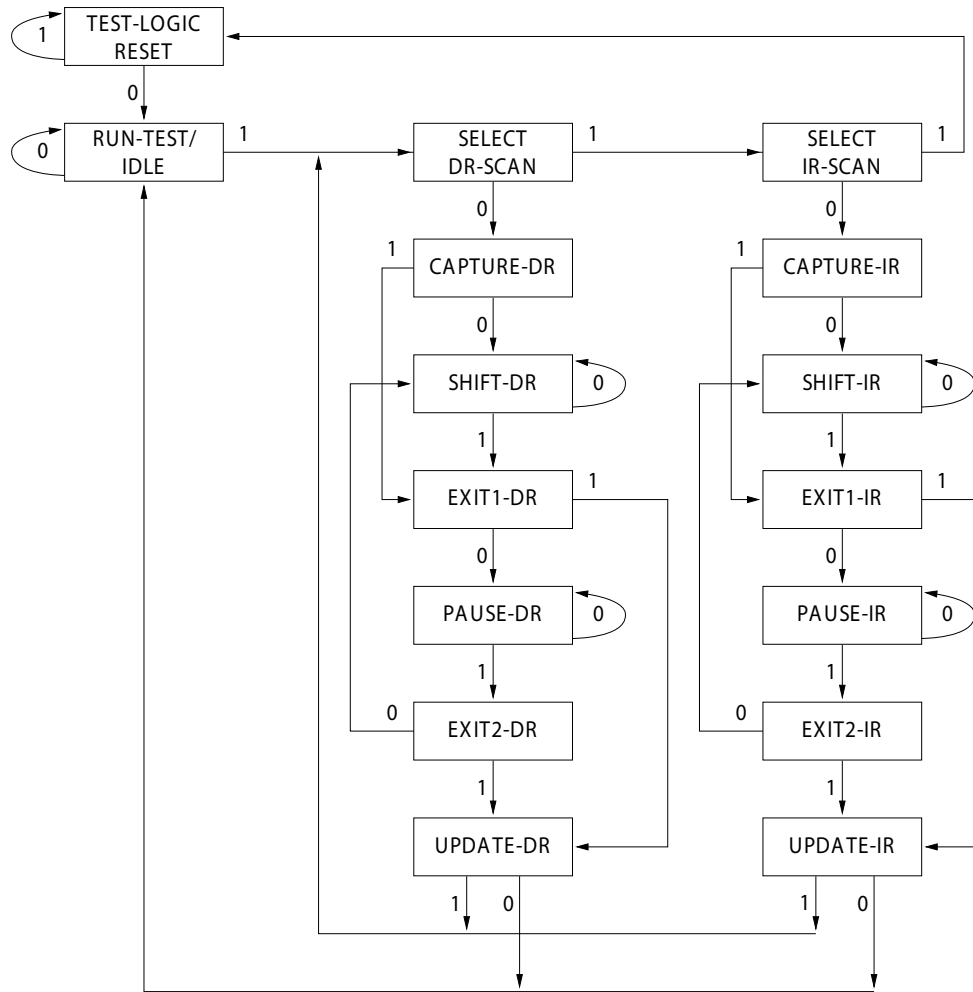 TEST-LOGIC
RESET
1
0
RUN-TEST/
IDLE
0
1
SELECT
DR-SCAN
1
SELECT
IR-SCAN
1
0
0
1
CAPTURE-DR
1
CAPTURE-IR
0
0
SHIFT-DR
0
SHIFT-IR
0
1
1
EXIT1-DR
1
EXIT1-IR
1
0
0
PAUSE-DR
0
PAUSE-IR
0
1
1
0
EXIT2-DR
0
EXIT2-IR
1
1
UPDATE-DR
UPDATE-IR
1
0
1
0